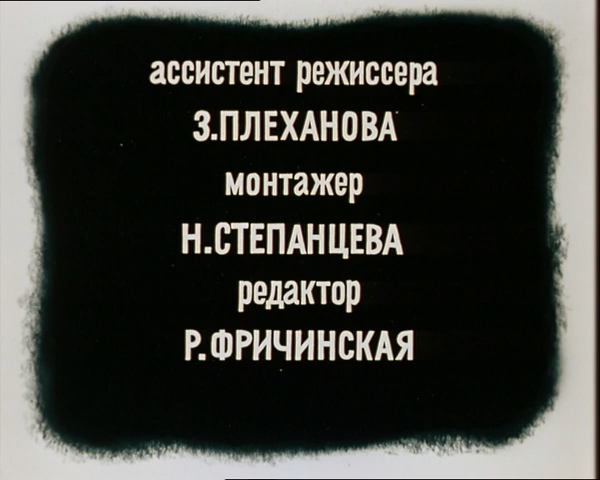 ассистент режиссера
З.ПЛЕХАНОВА
монтажер
Н.СТЕПАНЦЕВА
редактор
Р.ФРИЧИНСКАЯ